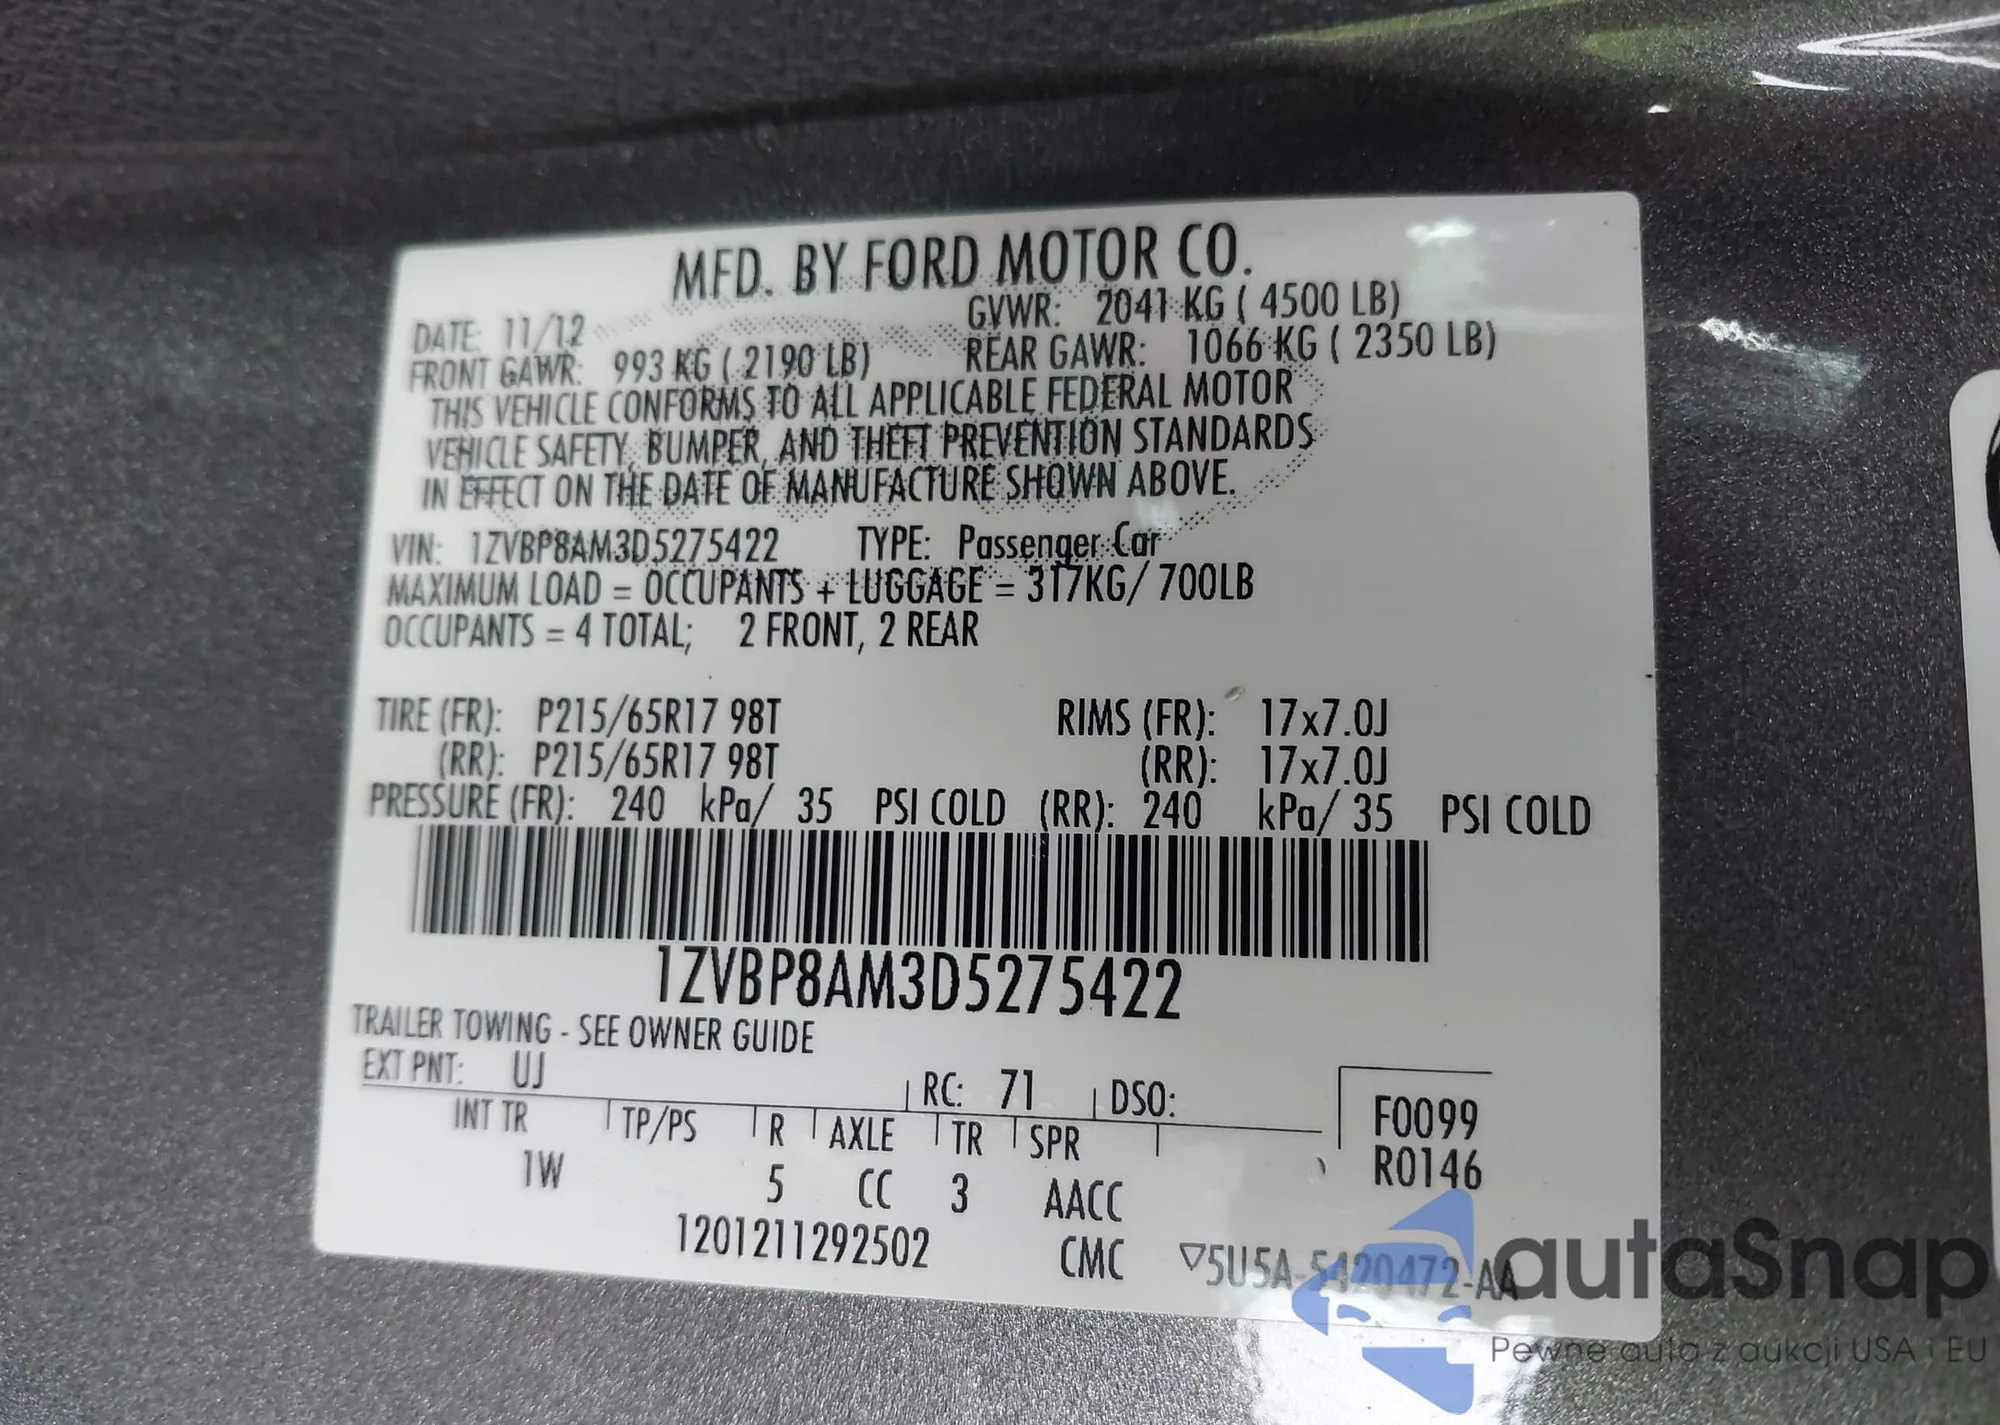 MFD. BY FORD MOTOR CO.
DATE: 11/12 GVWR: 2041 KG ( 4500 LB)
FRONT GAWR: 993 KG ( 2190 LB) REAR GAWR: 1066 KG ( 2350 LB)
THIS VEHICLE CONFORMS TO ALL APPLICABLE FEDERAL MOTOR
VEHICLE SAFETY, BUMPER, AND THEFT PREVENTION STANDARDS
IN EFFECT ON THE DATE OF MANUFACTURE SHOWN ABOVE.
VIN: 1ZVBP8AM3D5275422 TYPE: Passenger Car
MAXIMUM LOAD = OCCUPANTS + LUGGAGE = 317KG/ 700LB
OCCUPANTS = 4 TOTAL; 2 FRONT, 2 REAR
TIRE (FR): P215/65R17 98T RIMS (FR): 17x7.0J
(RR): P215/65R17 98T (RR): 17x7.0J
PRESSURE (FR): 240 kPa/ 35 PSI COLD (RR): 240 kPa/ 35 PSI COLD
1ZVBP8AM3D5275422
TRAILER TOWING - SEE OWNER GUIDE
EXT PNT: UJ RC: 71 DSO:
INT TR TP/PS R AXLE TR SPR F0099
1W 5 CC 3 AACC R0146
1201211292502 CMC ▽5U5A-5420472-AA
autaSnap
Pewne auta z aukcji USA i EU